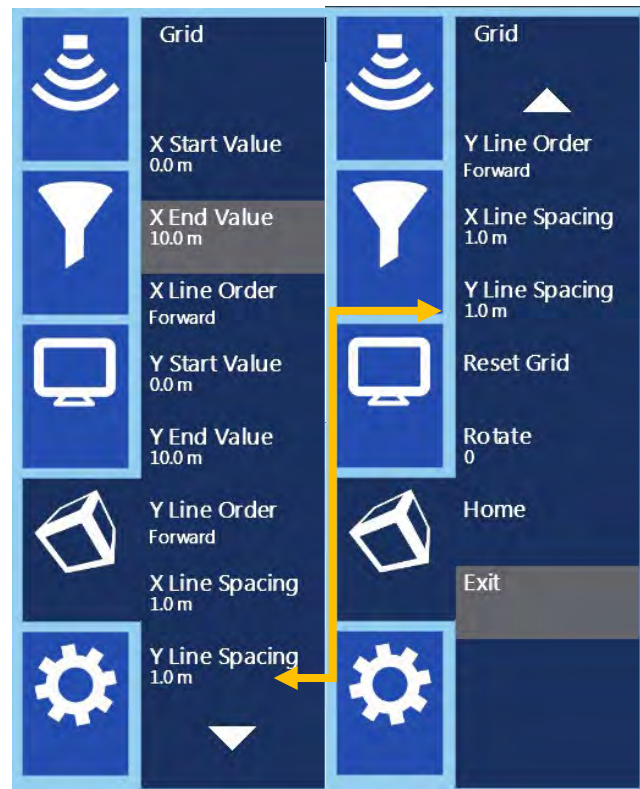 Grid
X Start Value
0.0 m
X End Value
10.0 m
X Line Order
Forward
Y Start Value
0.0 m
Y End Value
10.0 m
Y Line Order
Forward
X Line Spacing
1.0 m
Y Line Spacing
1.0 m
Grid
Y Line Order
Forward
X Line Spacing
1.0 m
Y Line Spacing
1.0 m
Reset Grid
Rotate
0
Home
Exit